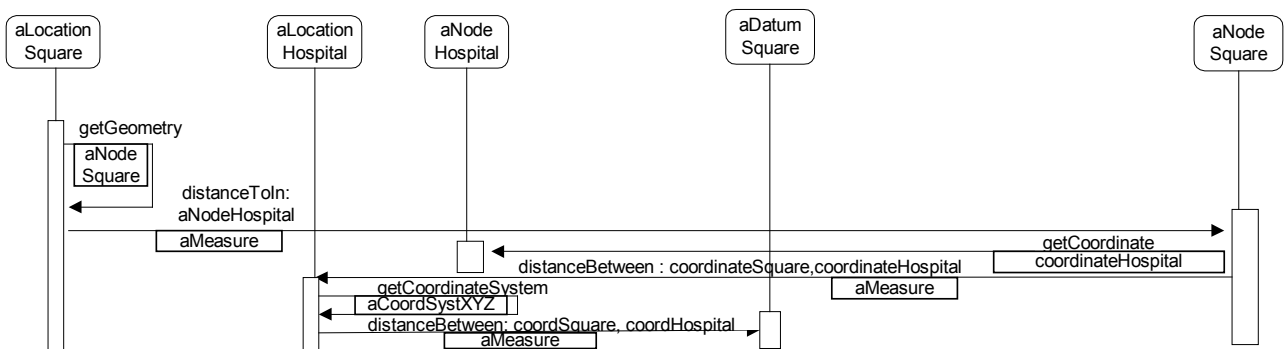 aLocation
Square
aLocation
Hospital
aNode
Hospital
aDatum
Square
aNode
Square
getGeometry
aNode
Square
distanceToIn:
aNodeHospital
aMeasure
getCoordinate
coordinateHospital
distanceBetween : coordinateSquare,coordinateHospital
aMeasure
getCoordinateSystem
aCoordSystXYZ
distanceBetween: coordSquare, coordHospital
aMeasure